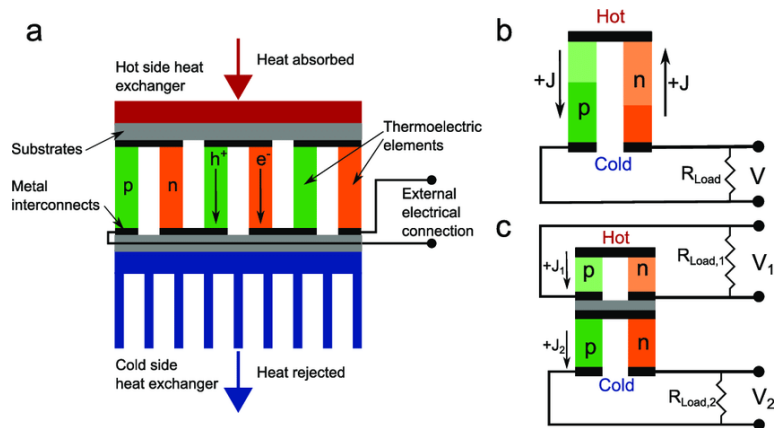 a
Hot side heat
exchanger
Heat absorbed
Substrates
Metal
interconnects
p
n
h+
e-
Thermoelectric
elements
External
electrical
connection
Cold side
heat exchanger
Heat rejected
b
Hot
+J
p
n
+J
Cold
RLoad
V
c
Hot
+J1
p
n
RLoad,1
V1
+J2
p
n
Cold
RLoad,2
V2